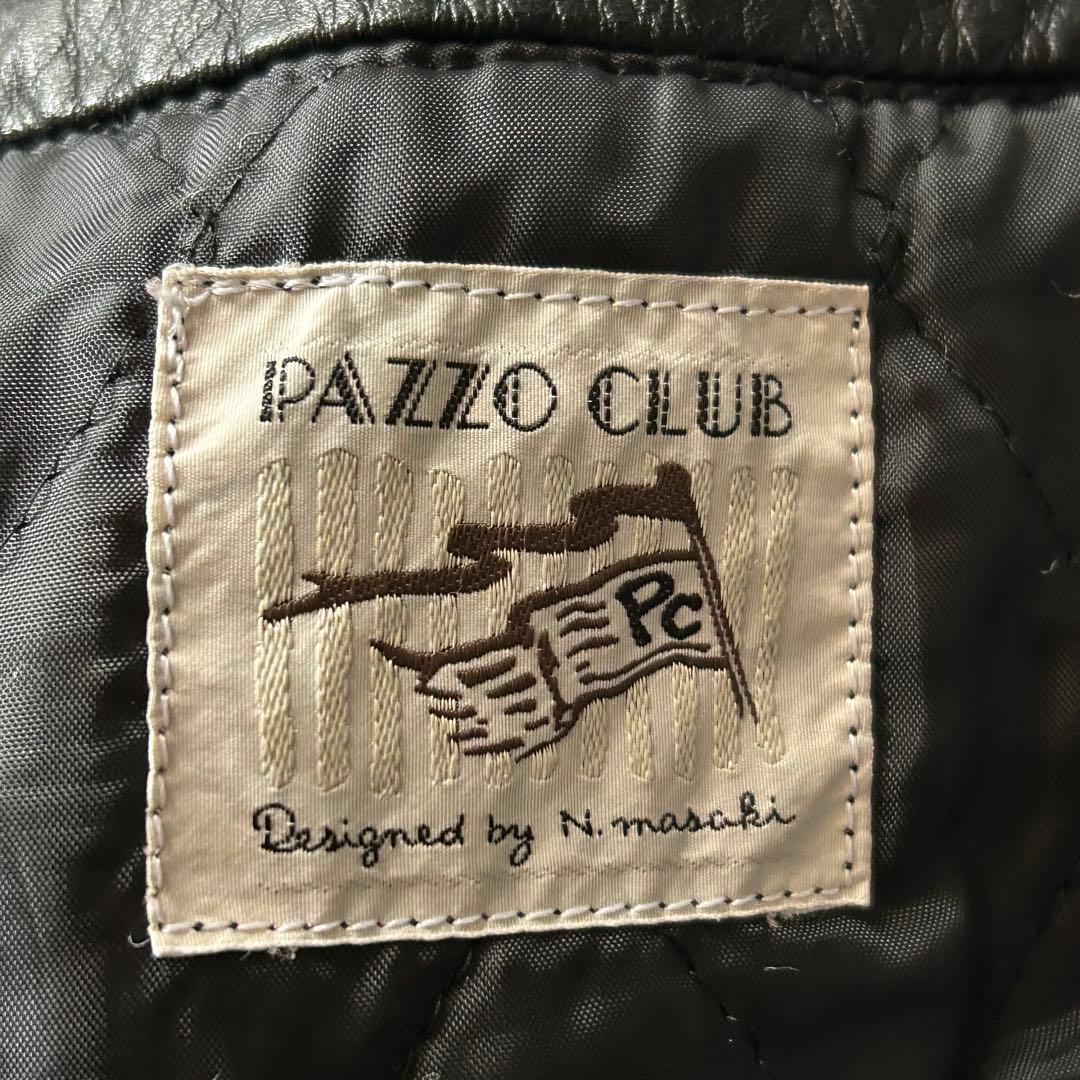 PAZZO CLUB
Pc
Designed by N. masaki